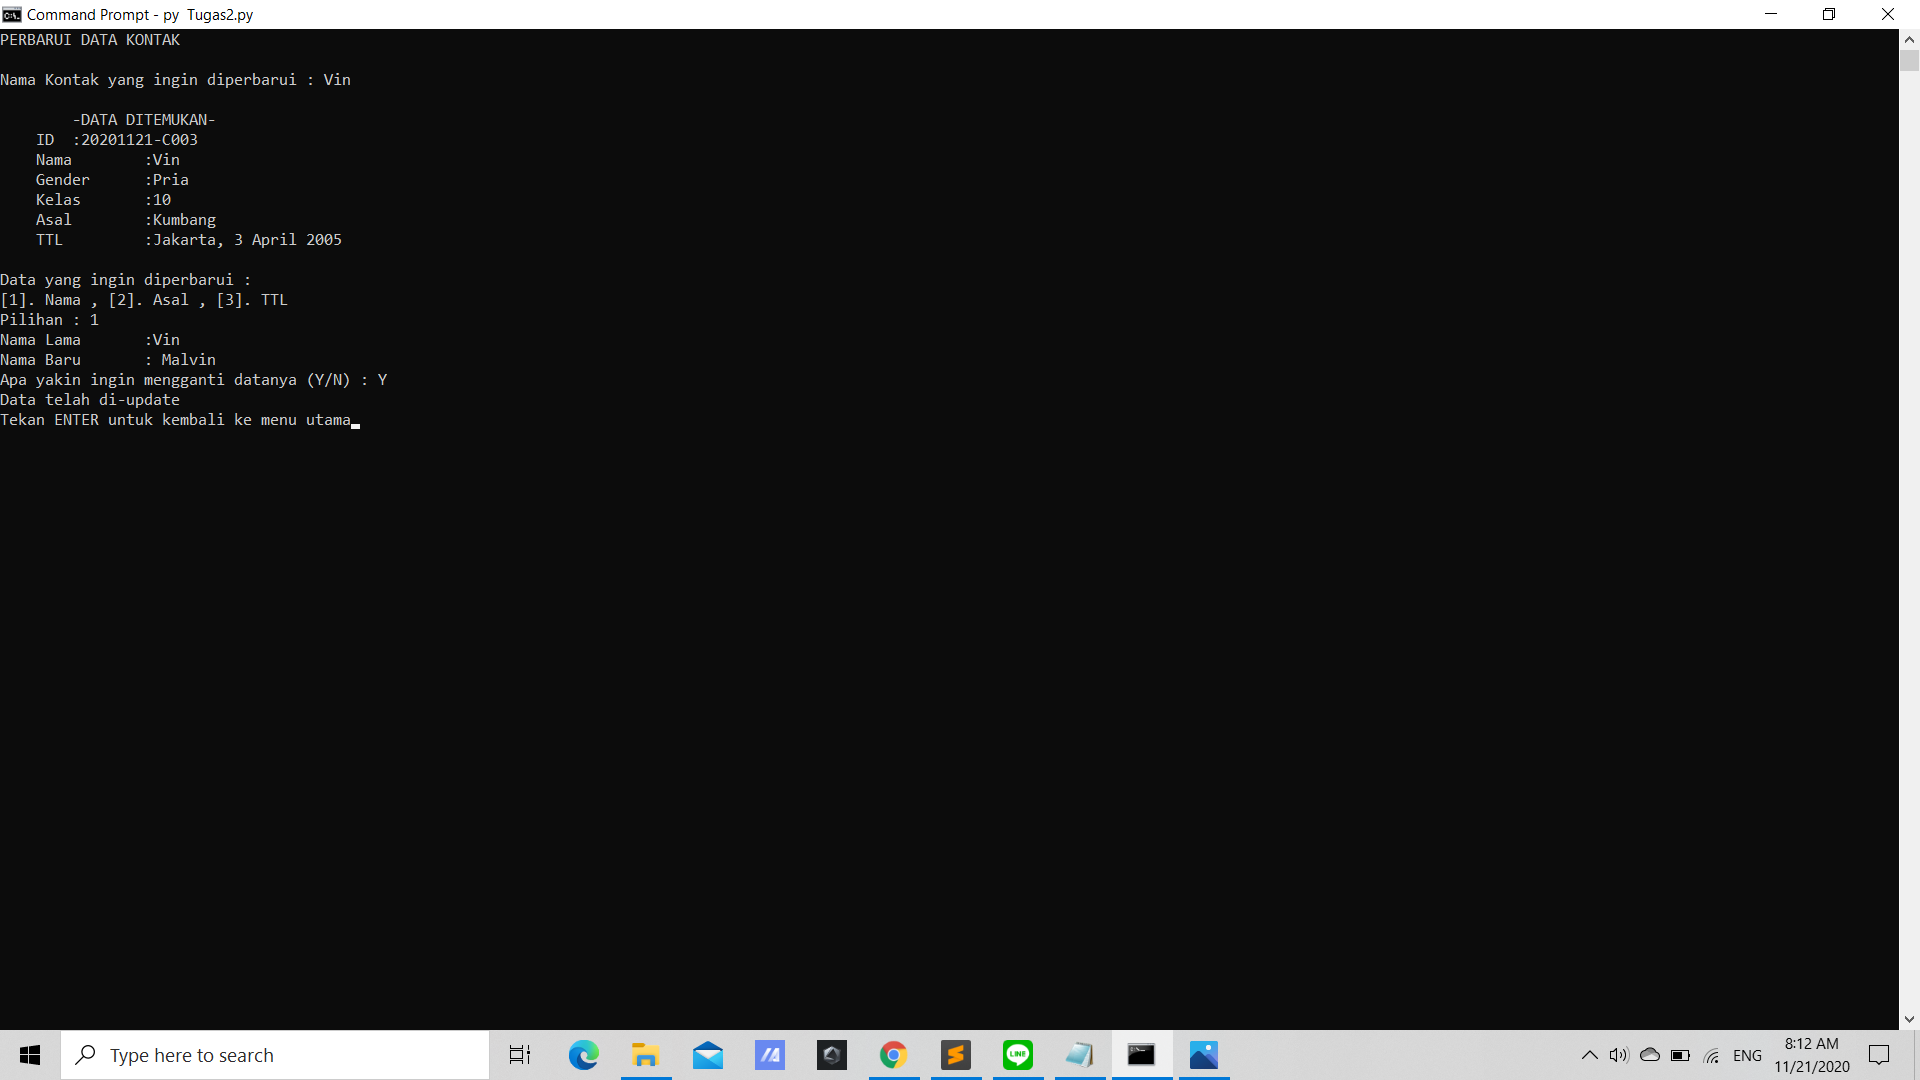 Command Prompt - py  Tugas2.py
PERBARUI DATA KONTAK
Nama Kontak yang ingin diperbarui : Vin
-DATA DITEMUKAN-
ID  :20201121-C003
Nama        :Vin
Gender      :Pria
Kelas       :10
Asal        :Kumbang
TTL         :Jakarta, 3 April 2005
Data yang ingin diperbarui :
[1]. Nama , [2]. Asal , [3]. TTL
Pilihan : 1
Nama Lama       :Vin
Nama Baru       : Malvin
Apa yakin ingin mengganti datanya (Y/N) : Y
Data telah di-update
Tekan ENTER untuk kembali ke menu utama
Type here to search
LINE
ENG
8:12 AM
11/21/2020